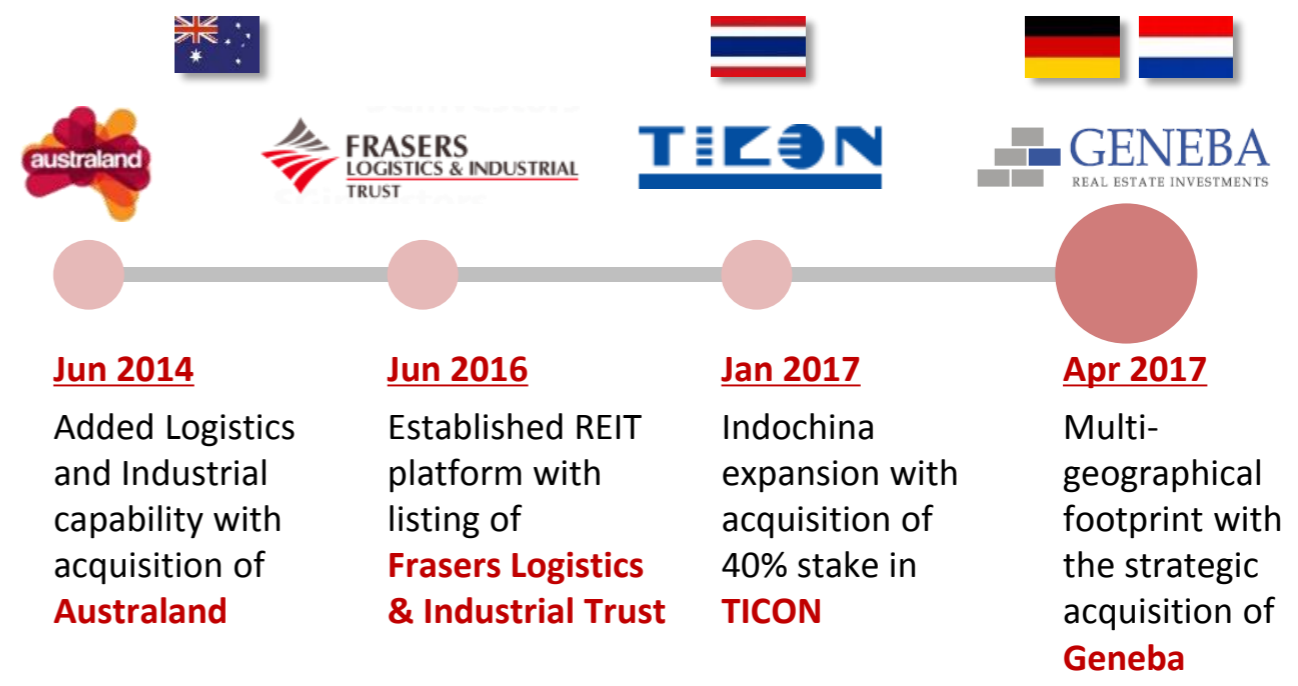 australand
FRASERS
LOGISTICS & INDUSTRIAL
TRUST
TICON
GENEBA
REAL ESTATE INVESTMENTS
Jun 2014
Added Logistics
and Industrial
capability with
acquisition of
Australand
Jun 2016
Established REIT
platform with
listing of
Frasers Logistics
& Industrial Trust
Jan 2017
Indochina
expansion with
acquisition of
40% stake in
TICON
Apr 2017
Multi-
geographical
footprint with
the strategic
acquisition of
Geneba